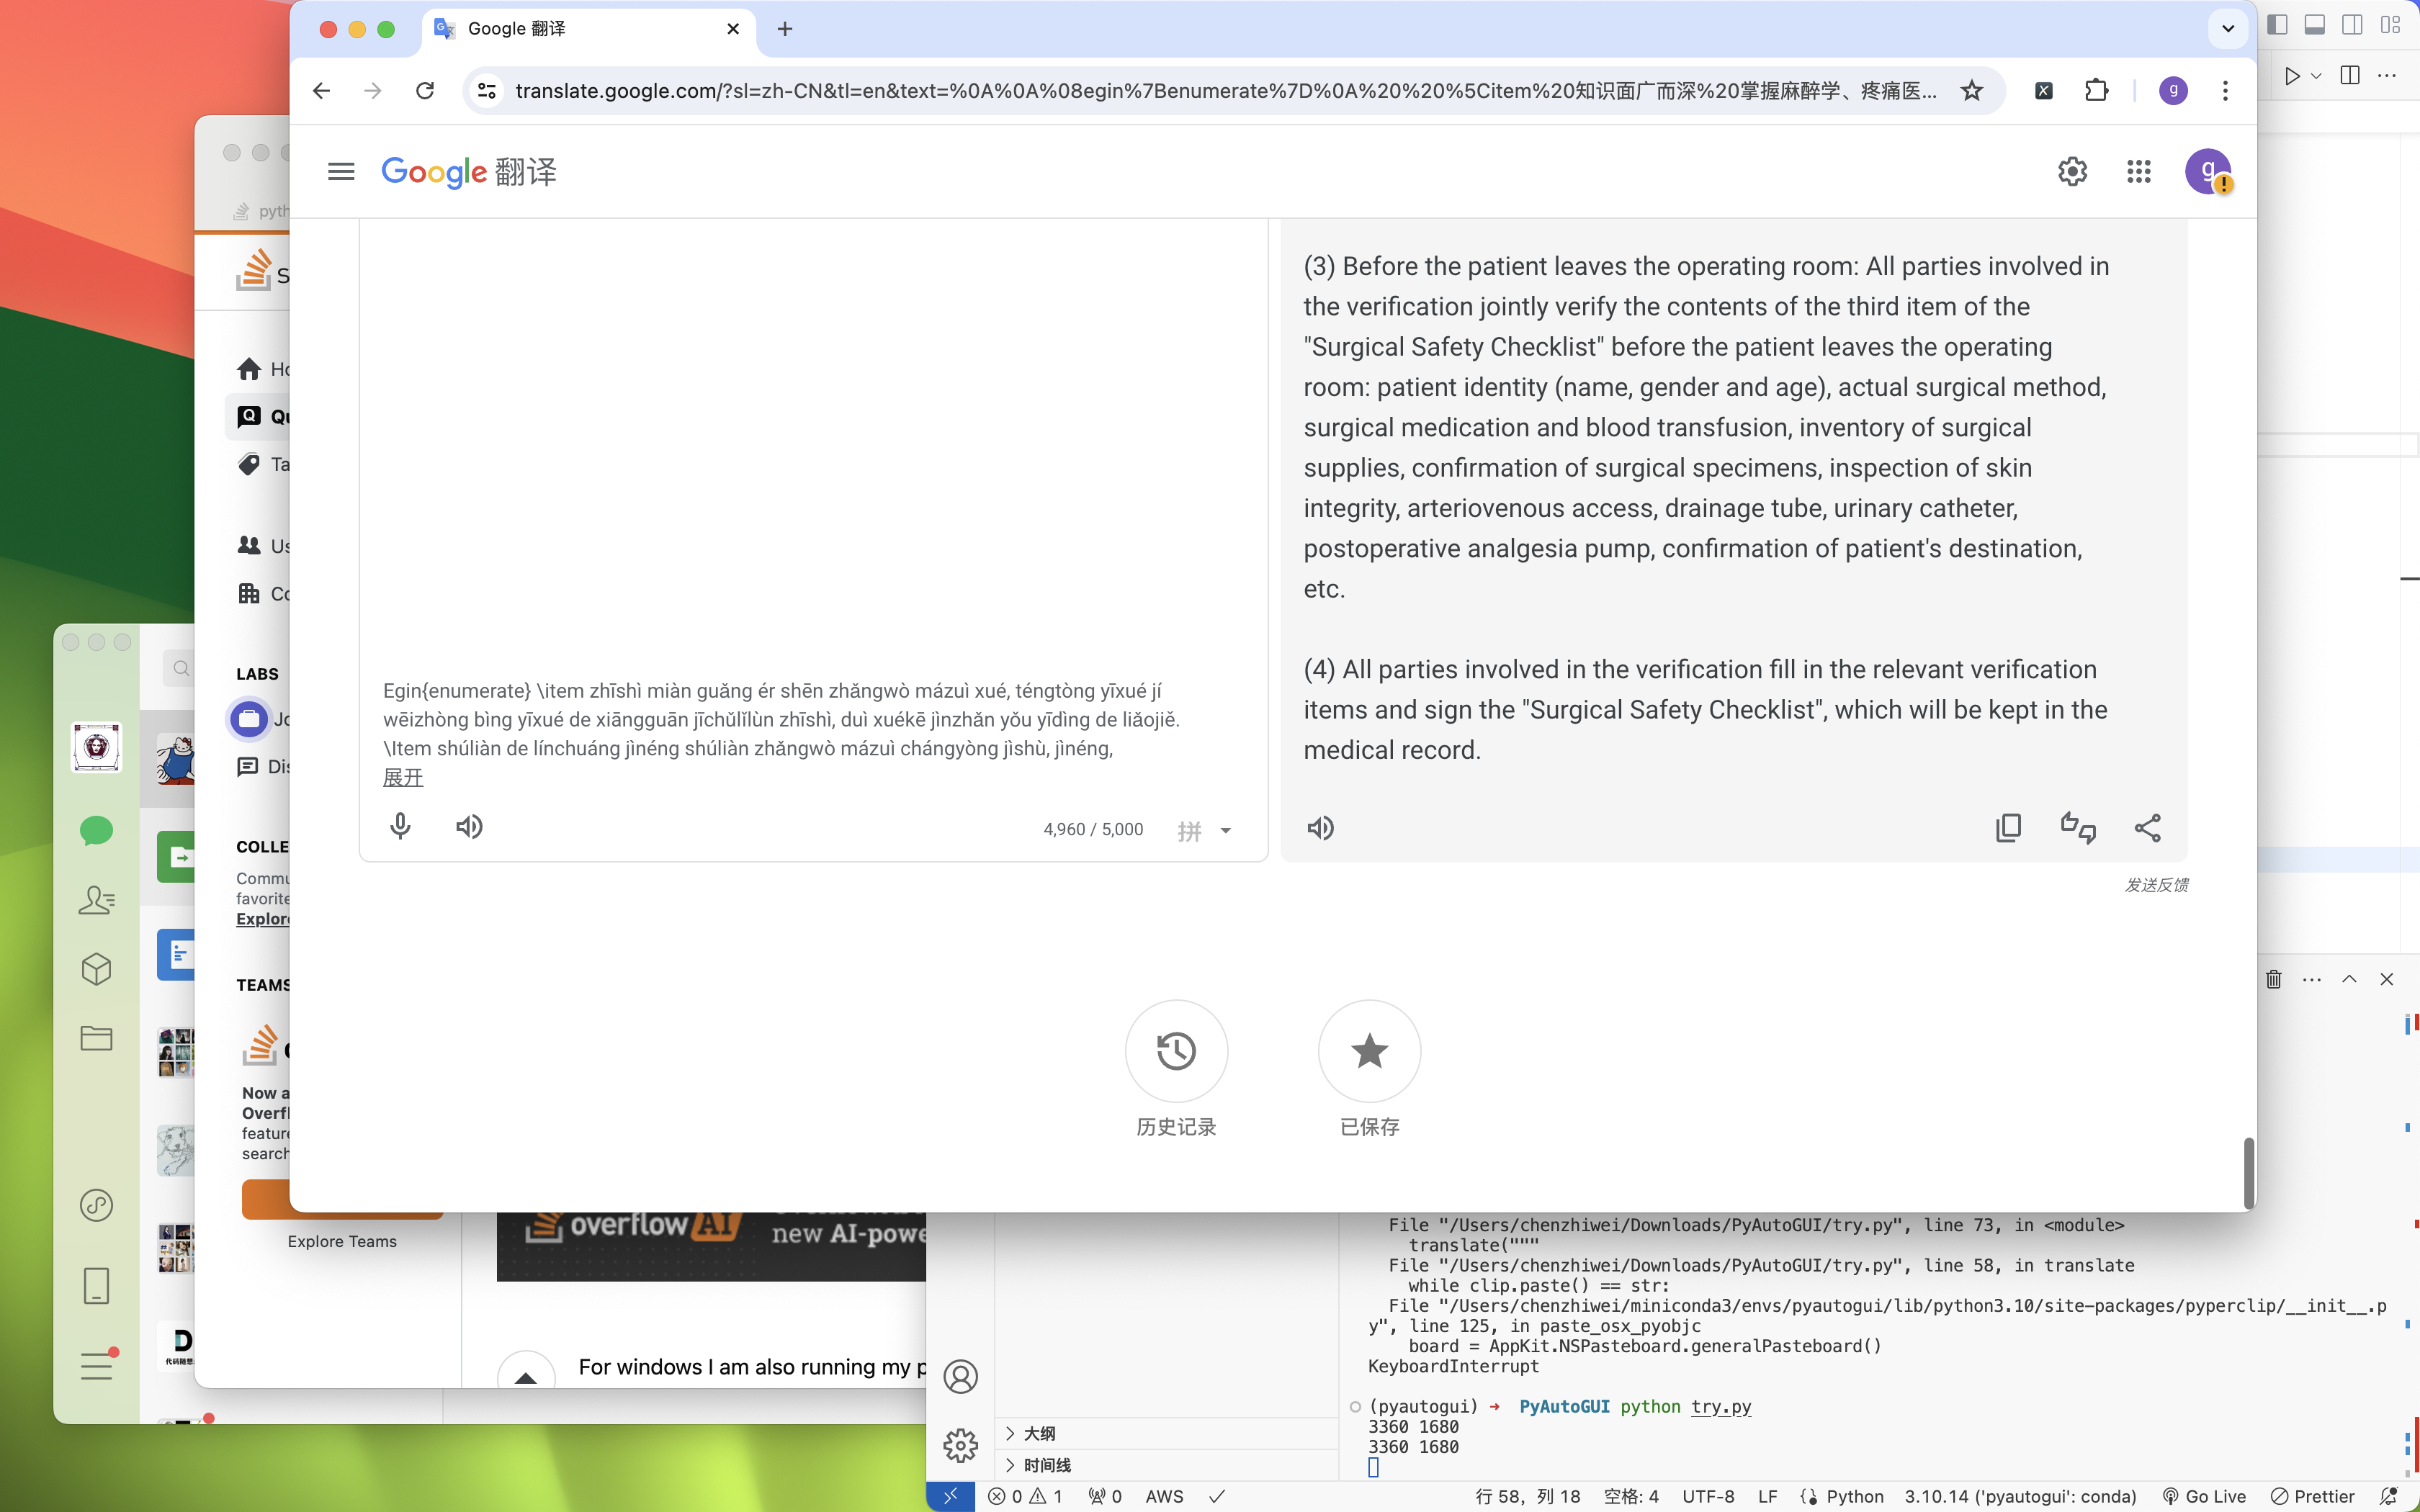 Google 翻译
translate.google.com/?sl=zh-CN&tl=en&text=%0A%0A%08egin%7Benumerate%7D%0A%20%20%5Citem%20知识面广而深%20掌握麻醉学、疼痛医...
g
Google 翻译
g
(3) Before the patient leaves the operating room: All parties involved in
the verification jointly verify the contents of the third item of the
"Surgical Safety Checklist" before the patient leaves the operating
room: patient identity (name, gender and age), actual surgical method,
surgical medication and blood transfusion, inventory of surgical
supplies, confirmation of surgical specimens, inspection of skin
integrity, arteriovenous access, drainage tube, urinary catheter,
postoperative analgesia pump, confirmation of patient's destination,
etc.
(4) All parties involved in the verification fill in the relevant verification
items and sign the "Surgical Safety Checklist", which will be kept in the
medical record.
Egin{enumerate} \item zhīshì miàn guǎng ér shēn zhǎngwò mázuì xué, téngtòng yīxué jí
wēizhòng bìng yīxué de xiāngguān jīchǔlǐlùn zhīshì, duì xuékē jìnzhǎn yǒu yīdìng de liǎojiě.
\Item shúliàn de línchuáng jìnéng shúliàn zhǎngwò mázuì chángyòng jìshù, jìnéng,
展开
4,960 / 5,000
拼
发送反馈
历史记录
已保存
pyth
S
Ho
Qu
Ta
Us
Co
LABS
Jo
Dis
COLLE
Commu
favorite
Explore
TEAMS
Now a
Overfl
feature
search
Explore Teams
overflow AI
new AI-powe
For windows I am also running my p
代码随想
File "/Users/chenzhiwei/Downloads/PyAutoGUI/try.py", line 73, in <module>
translate("""
File "/Users/chenzhiwei/Downloads/PyAutoGUI/try.py", line 58, in translate
while clip.paste() == str:
File "/Users/chenzhiwei/miniconda3/envs/pyautogui/lib/python3.10/site-packages/pyperclip/__init__.p
y", line 125, in paste_osx_pyobjc
board = AppKit.NSPasteboard.generalPasteboard()
KeyboardInterrupt
(pyautogui) ➜ PyAutoGUI python try.py
3360 1680
3360 1680
大纲
时间线
0 1 0 AWS
行 58，列 18 空格: 4 UTF-8 LF Python 3.10.14 ('pyautogui': conda) Go Live Prettier